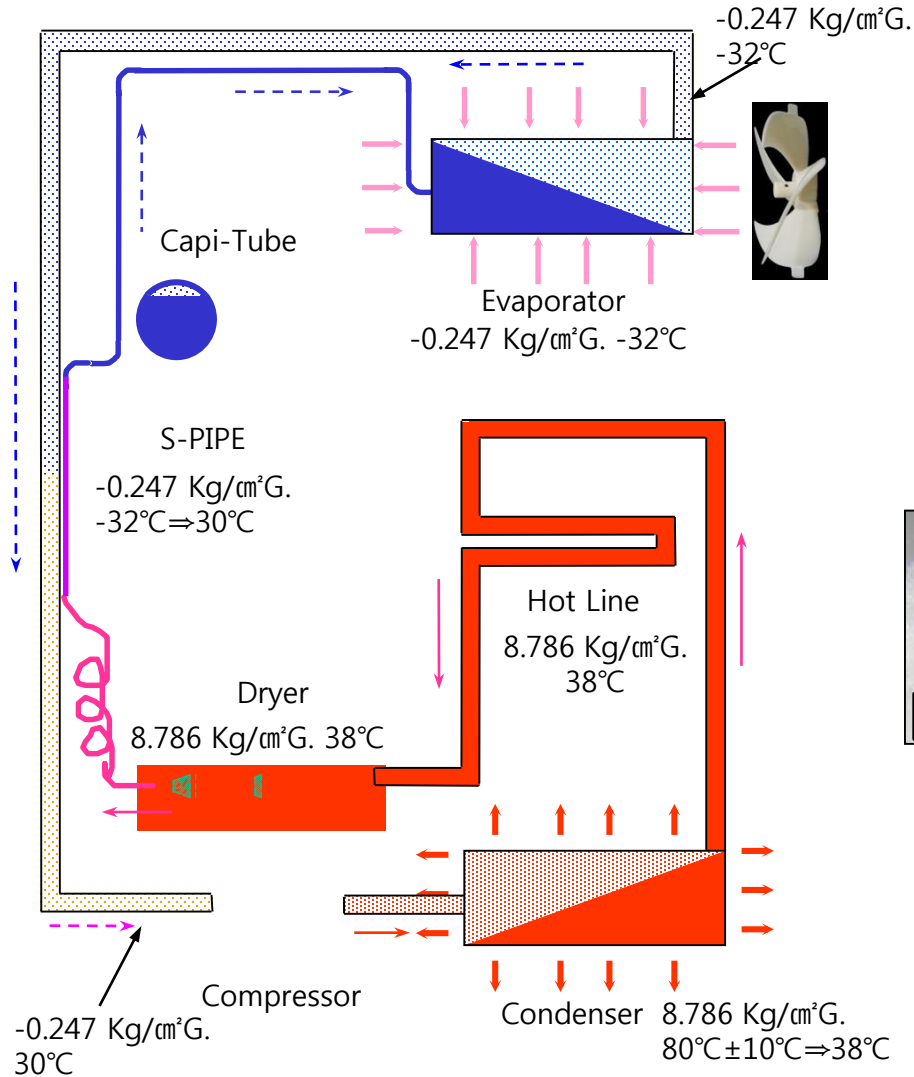 -0.247 Kg/㎠G.
-32℃
Capi-Tube
Evaporator
-0.247 Kg/㎠G. -32℃
S-PIPE
-0.247 Kg/㎠G.
-32℃⇒30℃
Hot Line
8.786 Kg/㎠G.
38℃
Dryer
8.786 Kg/㎠G. 38℃
Compressor
-0.247 Kg/㎠G.
30℃
Condenser
8.786 Kg/㎠G.
80℃±10℃⇒38℃